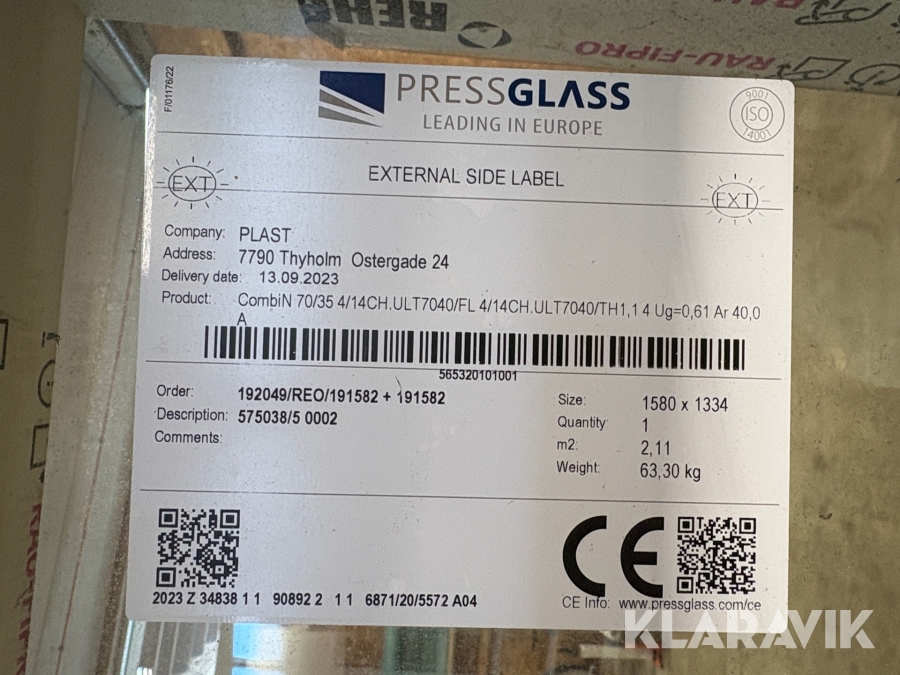 REHAU
RAU-FIPRO
F/01176/22
PRESSGLASS
LEADING IN EUROPE
9001
ISO
14001
EXTERNAL SIDE LABEL
EXT
EXT
Company: PLAST
Address: 7790 Thyholm Ostergade 24
Delivery date: 13.09.2023
Product: CombiN 70/35 4/14CH.ULT7040/FL 4/14CH.ULT7040/TH1,1 4 Ug=0,61 Ar 40,0
A
565320101001
Order: 192049/REO/191582 + 191582
Description: 575038/5 0002
Comments:
Size: 1580 x 1334
Quantity: 1
m2: 2,11
Weight: 63,30 kg
CE
2023 Z 34838 1 1 90892 2 1 1 6871/20/5572 A04
CE Info: www.pressglass.com/ce
KLARAVIK